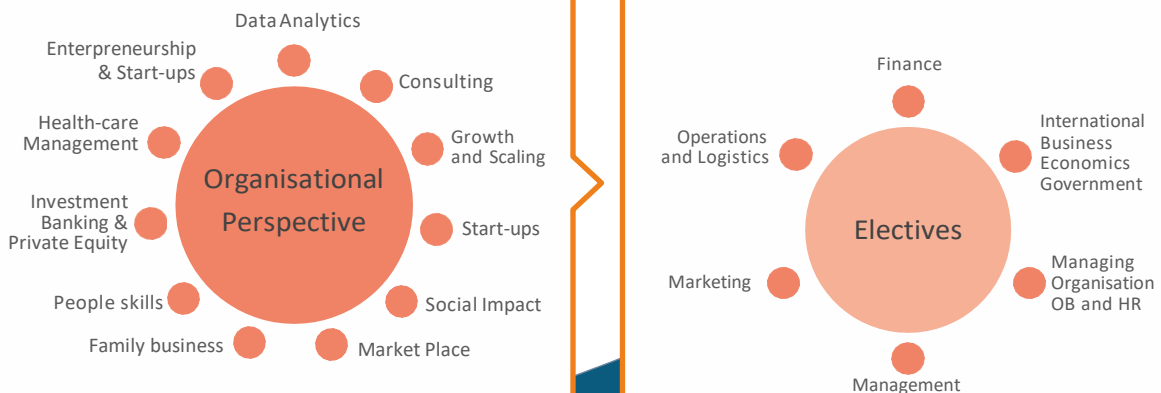 Data Analytics
Enterpreneurship
& Start-ups
Consulting
Health-care
Management
Growth
and Scaling
Organisational
Perspective
Investment
Banking &
Private Equity
Start-ups
People skills
Social Impact
Family business
Market Place
Finance
Operations
and Logistics
International
Business
Economics
Government
Electives
Marketing
Managing
Organisation
OB and HR
Management